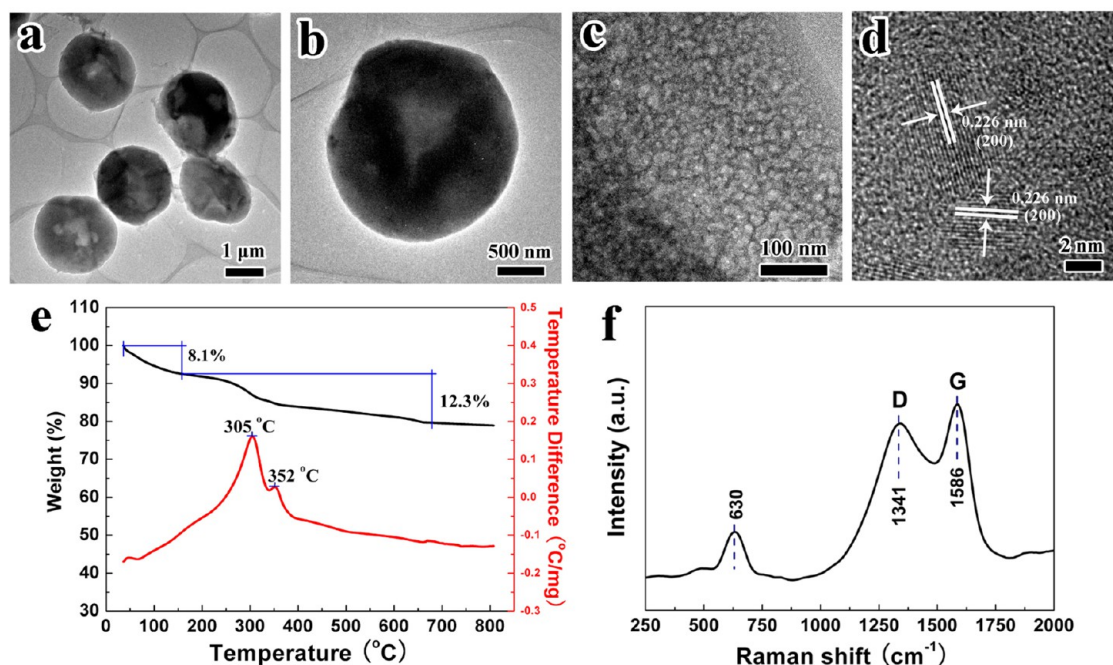 a
1 μm
b
500 nm
c
100 nm
d
0.226 nm
(200)
0.226 nm
(200)
2 nm
e
110
100
90
80
70
60
50
40
30
Weight (%)
8.1%
12.3%
305 °C
352 °C
0.5
0.4
0.3
0.2
0.1
0.0
-0.1
-0.2
-0.3
Temperature Difference (°C/mg)
0 100 200 300 400 500 600 700 800
Temperature (°C)
f
Intensity (a.u.)
630
D
1341
G
1586
250 500 750 1000 1250 1500 1750 2000
Raman shift (cm⁻¹)